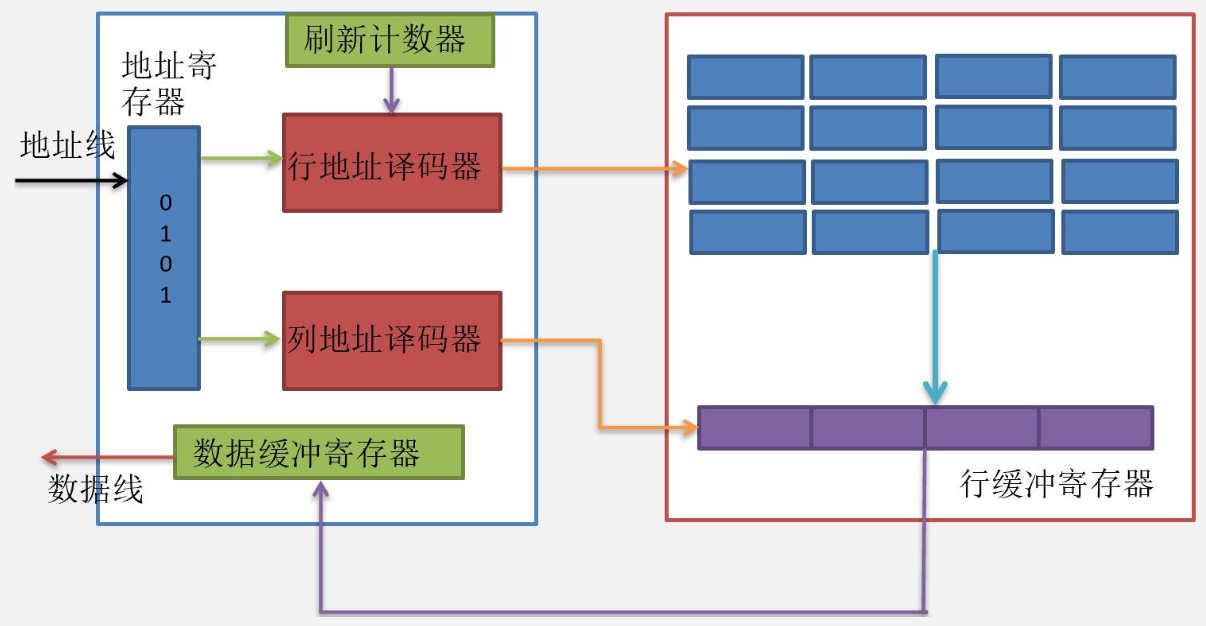 刷新计数器
地址寄
存器
地址线
行地址译码器
0
1
0
1
列地址译码器
数据缓冲寄存器
数据线
行缓冲寄存器